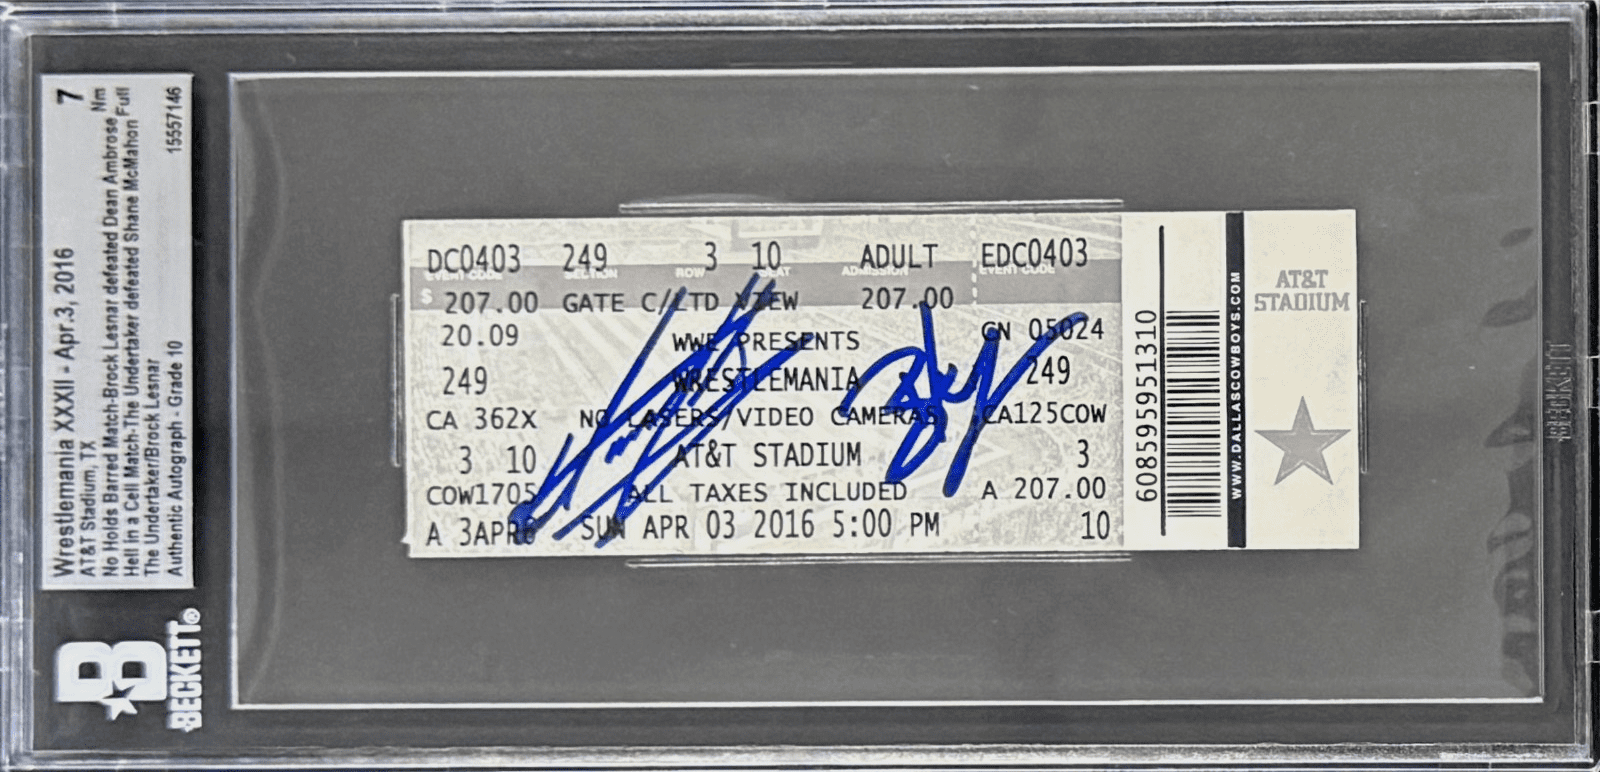 Wrestlemania XXXII - Apr.3, 2016 7
AT&T Stadium, TX
No Holds Barred Match-Brock Lesnar defeated Dean Ambrose Nm
Hell in a Cell Match-The Undertaker defeated Shane McMahon Full
The Undertaker/Brock Lesnar
Authentic Autograph - Grade 10 15557146
BECKETT®
DC0403 249 3 10 ADULT EDC0403
EVENT CODE SECTION ROW SEAT ADMISSION EVENT CODE
$ 207.00 GATE C/LTD VIEW 207.00
20.09 WWE PRESENTS CN 05024
249 WRESTLEMANIA 249
CA 362X NO LASERS/VIDEO CAMERAS CA125COW
3 10 AT&T STADIUM 3
COW1705 ALL TAXES INCLUDED A 207.00
A 3APR6 SUN APR 03 2016 5:00 PM 10
608595951310
WWW.DALLASCOWBOYS.COM
AT&T
STADIUM
BECKETT